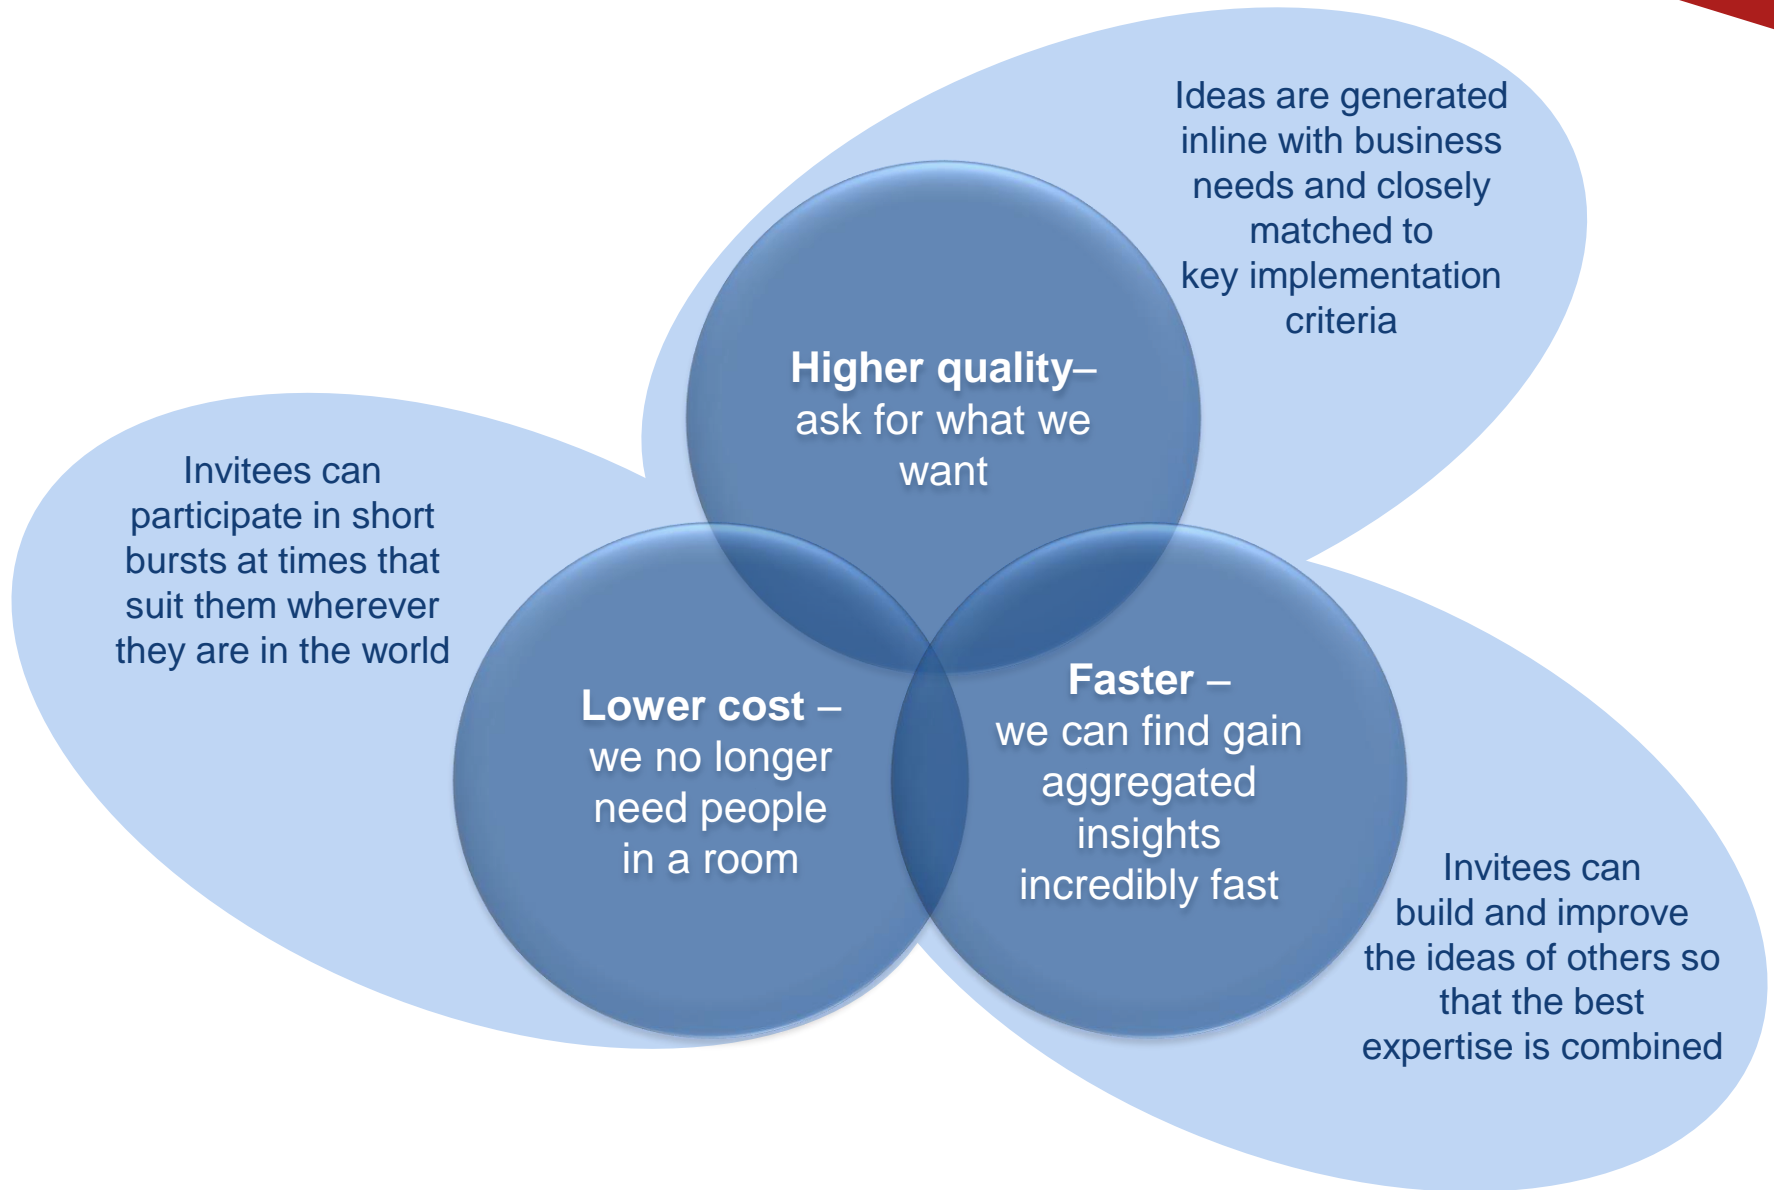 Ideas are generated
inline with business
needs and closely
matched to
key implementation
criteria
Higher quality–
ask for what we
want
Invitees can
participate in short
bursts at times that
suit them wherever
they are in the world
Lower cost –
we no longer
need people
in a room
Faster –
we can find gain
aggregated
insights
incredibly fast
Invitees can
build and improve
the ideas of others so
that the best
expertise is combined